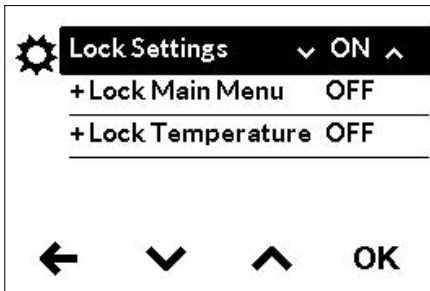 Lock Settings ON
+Lock Main Menu OFF
+Lock Temperature OFF
OK